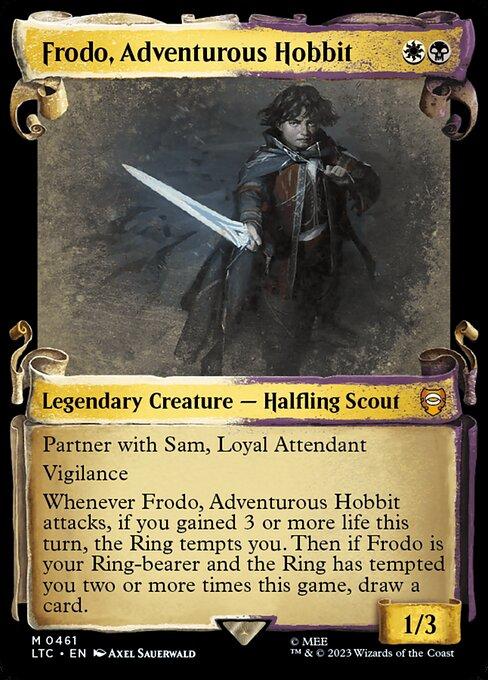 Frodo, Adventurous Hobbit
Legendary Creature — Halfling Scout
Partner with Sam, Loyal Attendant
Vigilance
Whenever Frodo, Adventurous Hobbit
attacks, if you gained 3 or more life this
turn, the Ring tempts you. Then if Frodo is
your Ring-bearer and the Ring has tempted
you two or more times this game, draw a
card.
1/3
M 0461
LTC • EN AXEL SAUERWALD
© MEE
™ & © 2023 Wizards of the Coast